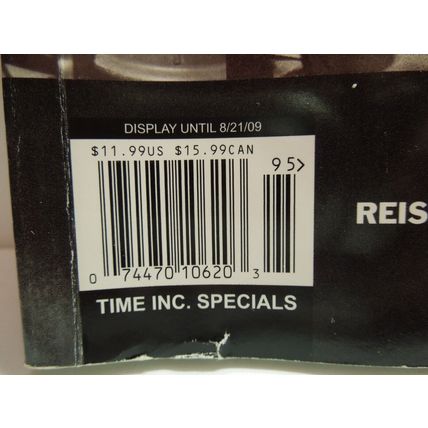 DISPLAY UNTIL 8/21/09
$11.99US $15.99CAN
95>
REIS
0 74470 10620 3
TIME INC. SPECIALS